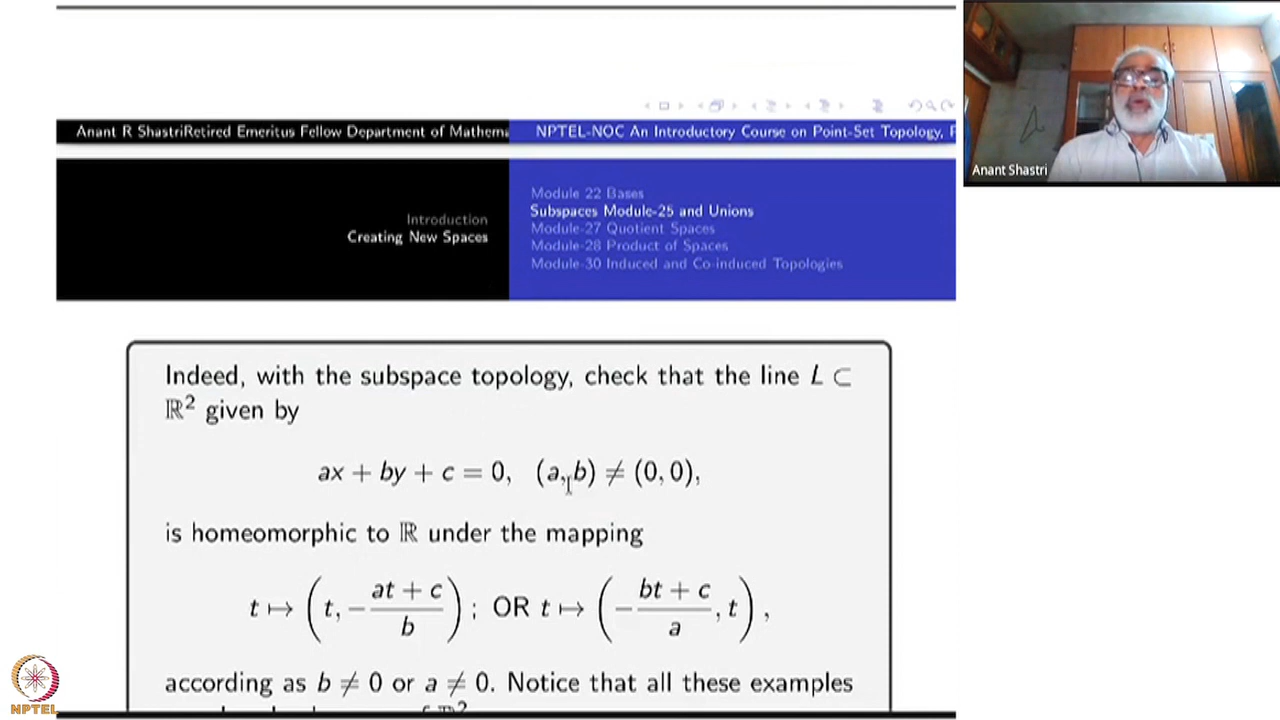 Anant R ShastriRetired Emeritus Fellow Department of Mathema
NPTEL-NOC An Introductory Course on Point-Set Topology, P
Introduction
Creating New Spaces
Module 22 Bases
Subspaces Module-25 and Unions
Module-27 Quotient Spaces
Module-28 Product of Spaces
Module-30 Induced and Co-induced Topologies
Anant Shastri
Indeed, with the subspace topology, check that the line L ⊂
ℝ² given by
ax + by + c = 0, (a, b) ≠ (0, 0),
is homeomorphic to ℝ under the mapping
t ↦ (t, −(at + c)/b); OR t ↦ (−(bt + c)/a, t),
according as b ≠ 0 or a ≠ 0. Notice that all these examples
NPTEL